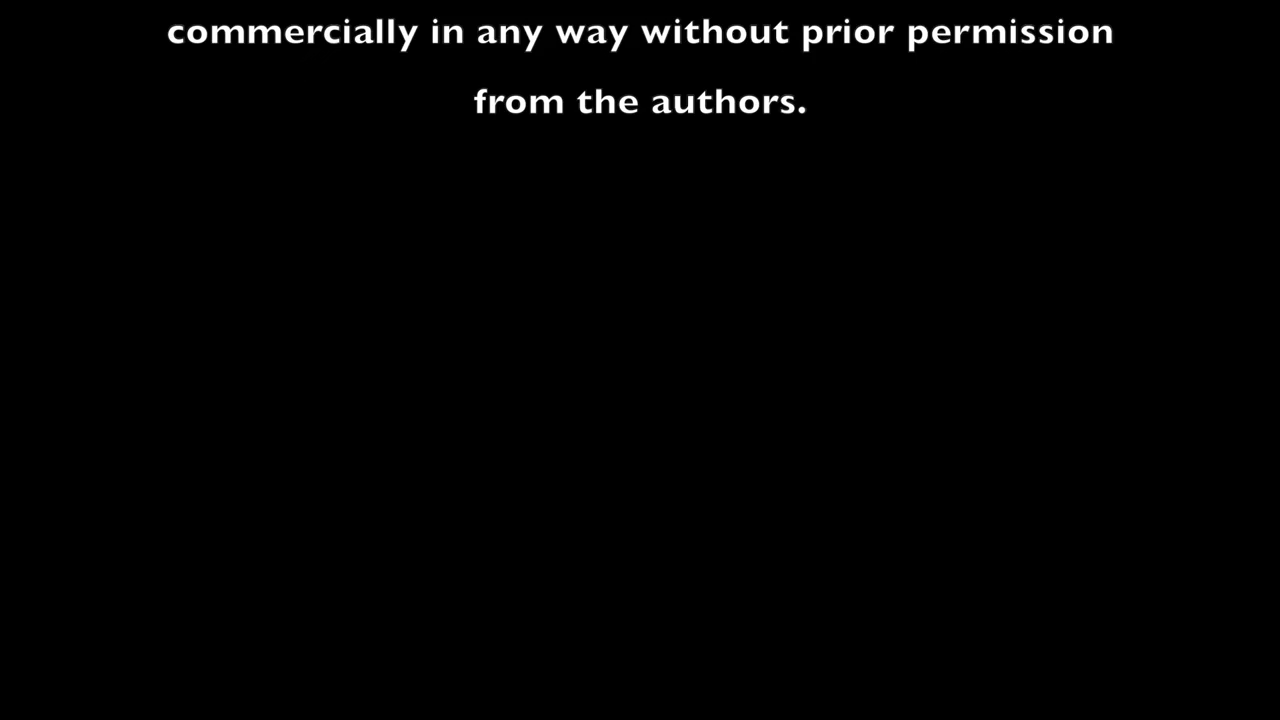 commercially in any way without prior permission
from the authors.